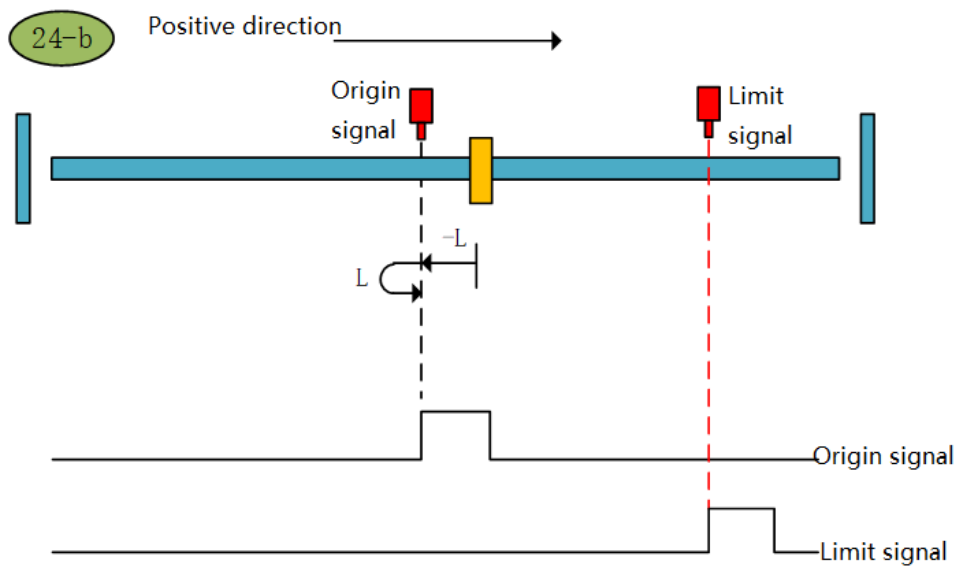 24-b
Positive direction
Origin
signal
Limit
signal
-L
L
Origin signal
Limit signal